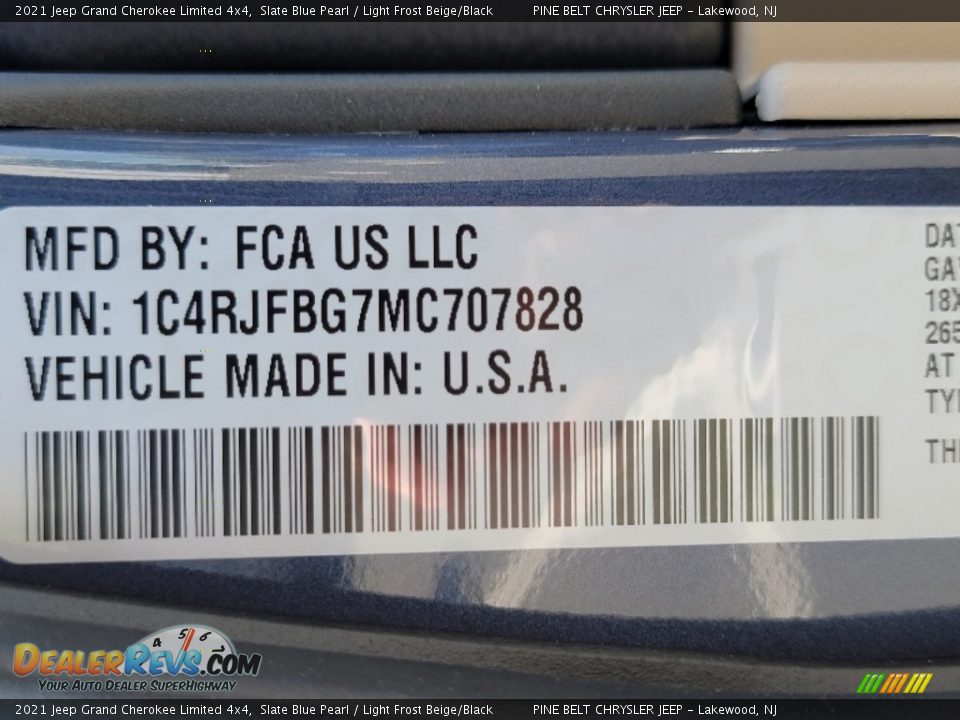 2021 Jeep Grand Cherokee Limited 4x4, Slate Blue Pearl / Light Frost Beige/Black PINE BELT CHRYSLER JEEP - Lakewood, NJ
MFD BY: FCA US LLC
VIN: 1C4RJFBG7MC707828
VEHICLE MADE IN: U.S.A.
DAT
GA
18X
265
AT
TY
TH
4 5 6
DEALERREVS.COM
YOUR AUTO DEALER SUPERHIGHWAY
2021 Jeep Grand Cherokee Limited 4x4, Slate Blue Pearl / Light Frost Beige/Black PINE BELT CHRYSLER JEEP - Lakewood, NJ